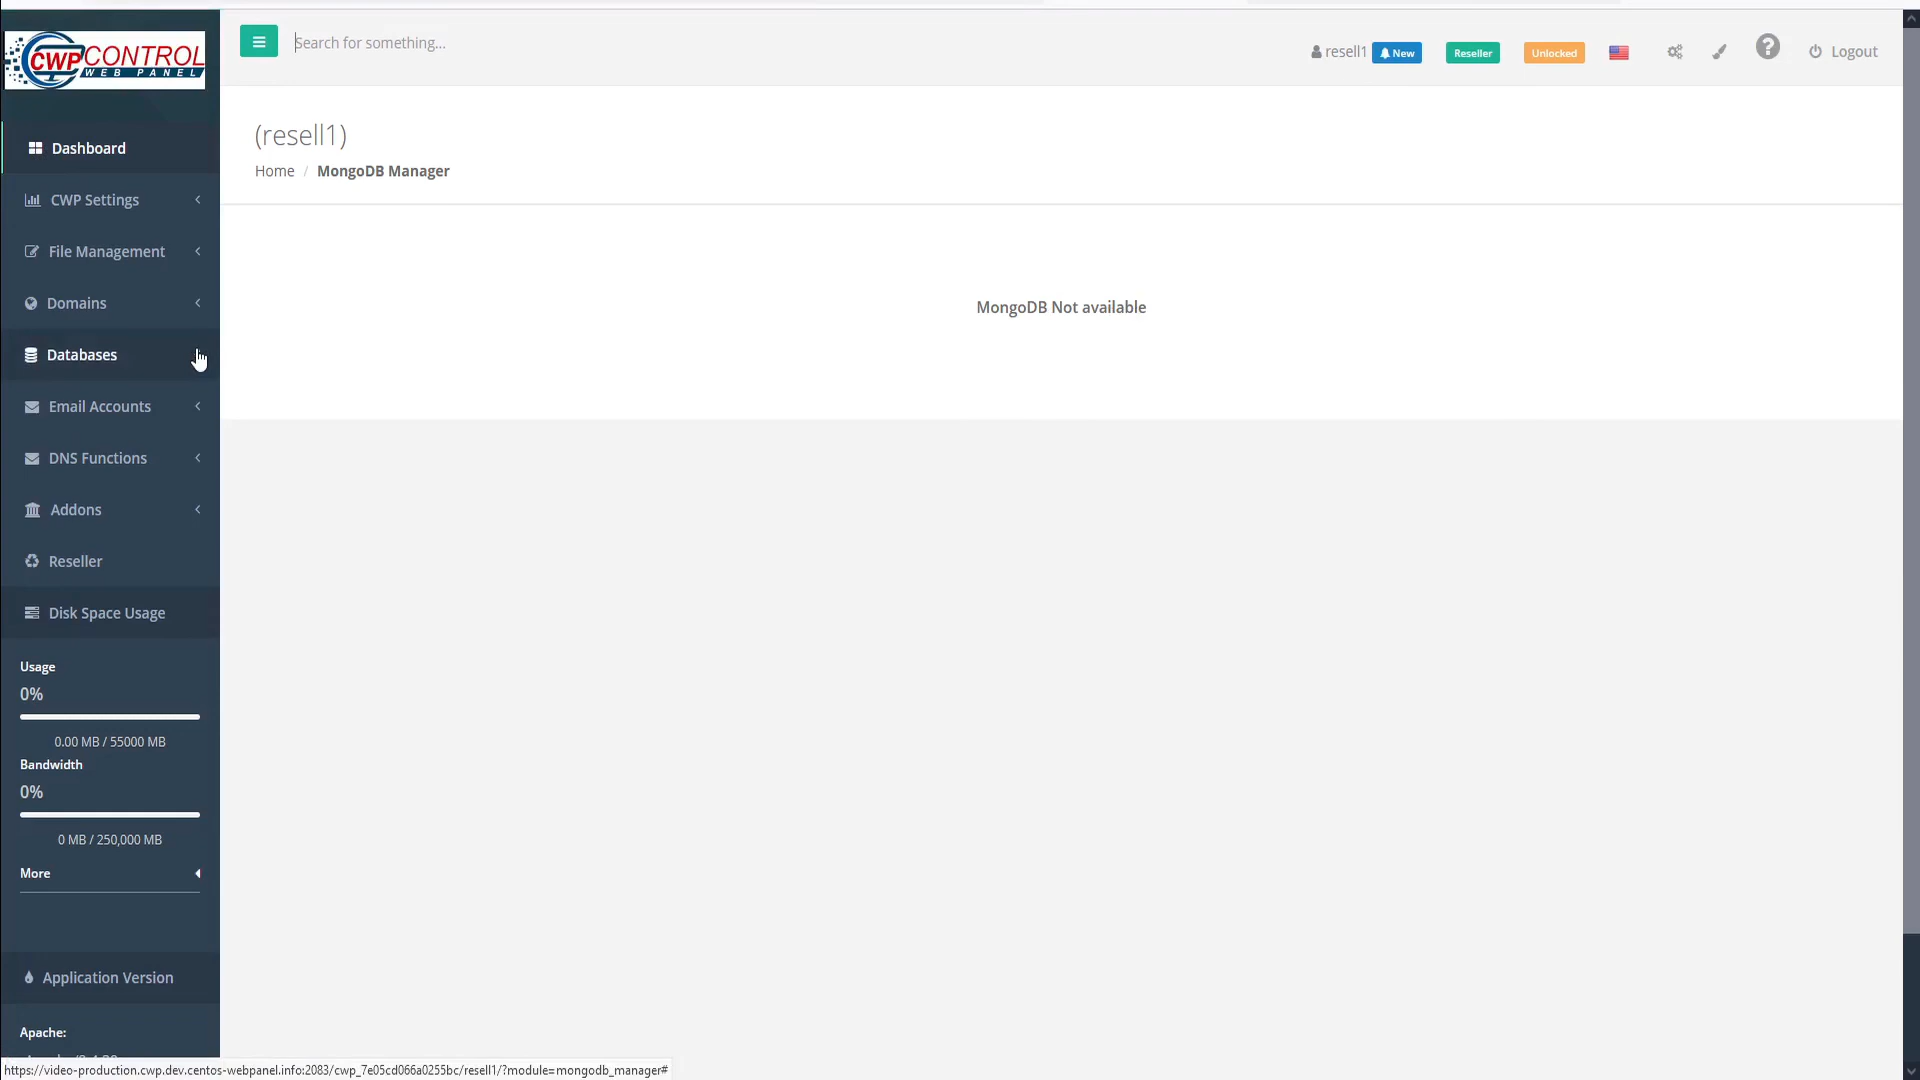 CWP CONTROL
WEB PANEL
Search for something...
resell1
New
Reseller
Unlocked
Logout
(resell1)
Home / MongoDB Manager
Dashboard
CWP Settings
File Management
Domains
Databases
Email Accounts
DNS Functions
Addons
Reseller
Disk Space Usage
Usage
0%
0.00 MB / 55000 MB
Bandwidth
0%
0 MB / 250,000 MB
More
Application Version
Apache:
MongoDB Not available
https://video-production.cwp.dev.centos-webpanel.info:2083/cwp_7e05cd066a0255bc/resell1/?module=mongodb_manager#